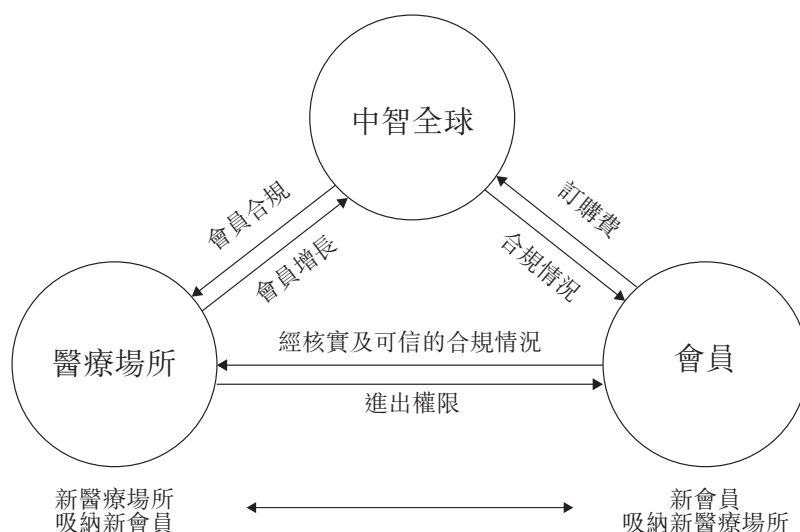 中智全球
會員合規
會員增長
訂購費
合規情況
醫療場所
經核實及可信的合規情況
進出權限
會員
新醫療場所
吸納新會員
新會員
吸納新醫療場所